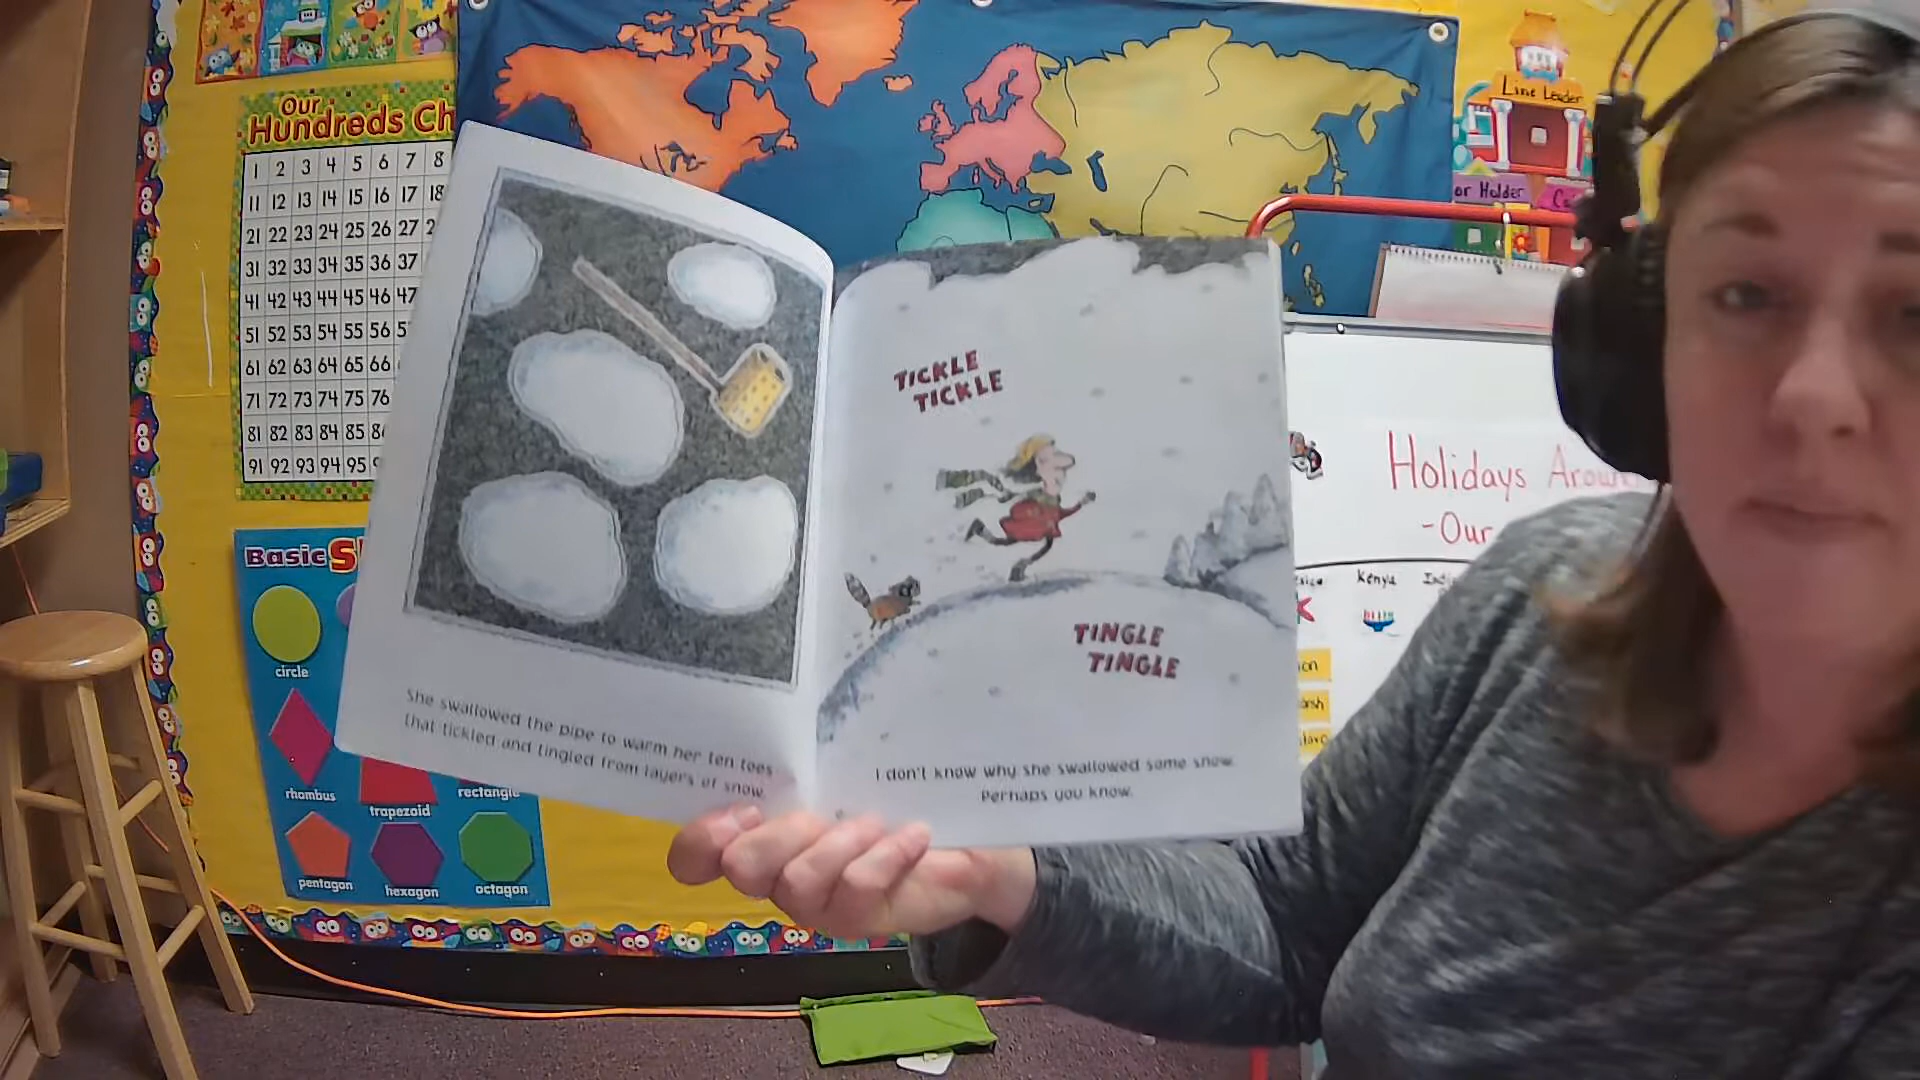 Our
Hundreds Ch
1 2 3 4 5 6 7 8
11 12 13 14 15 16 17 18
21 22 23 24 25 26 27 2
31 32 33 34 35 36 37
41 42 43 44 45 46 47
51 52 53 54 55 56 5
61 62 63 64 65 66
71 72 73 74 75 76
81 82 83 84 85 8
91 92 93 94 95
Basic S
circle
rhombus
trapezoid
rectangle
pentagon
hexagon
octagon
She swallowed the pipe to warm her ten toes
that tickled and tingled from layers of snow.
TICKLE
TICKLE
TINGLE
TINGLE
I don't know why she swallowed some snow.
Perhaps you know.
Line Leader
or Holder
Holidays Aroun
-Our
Kenya